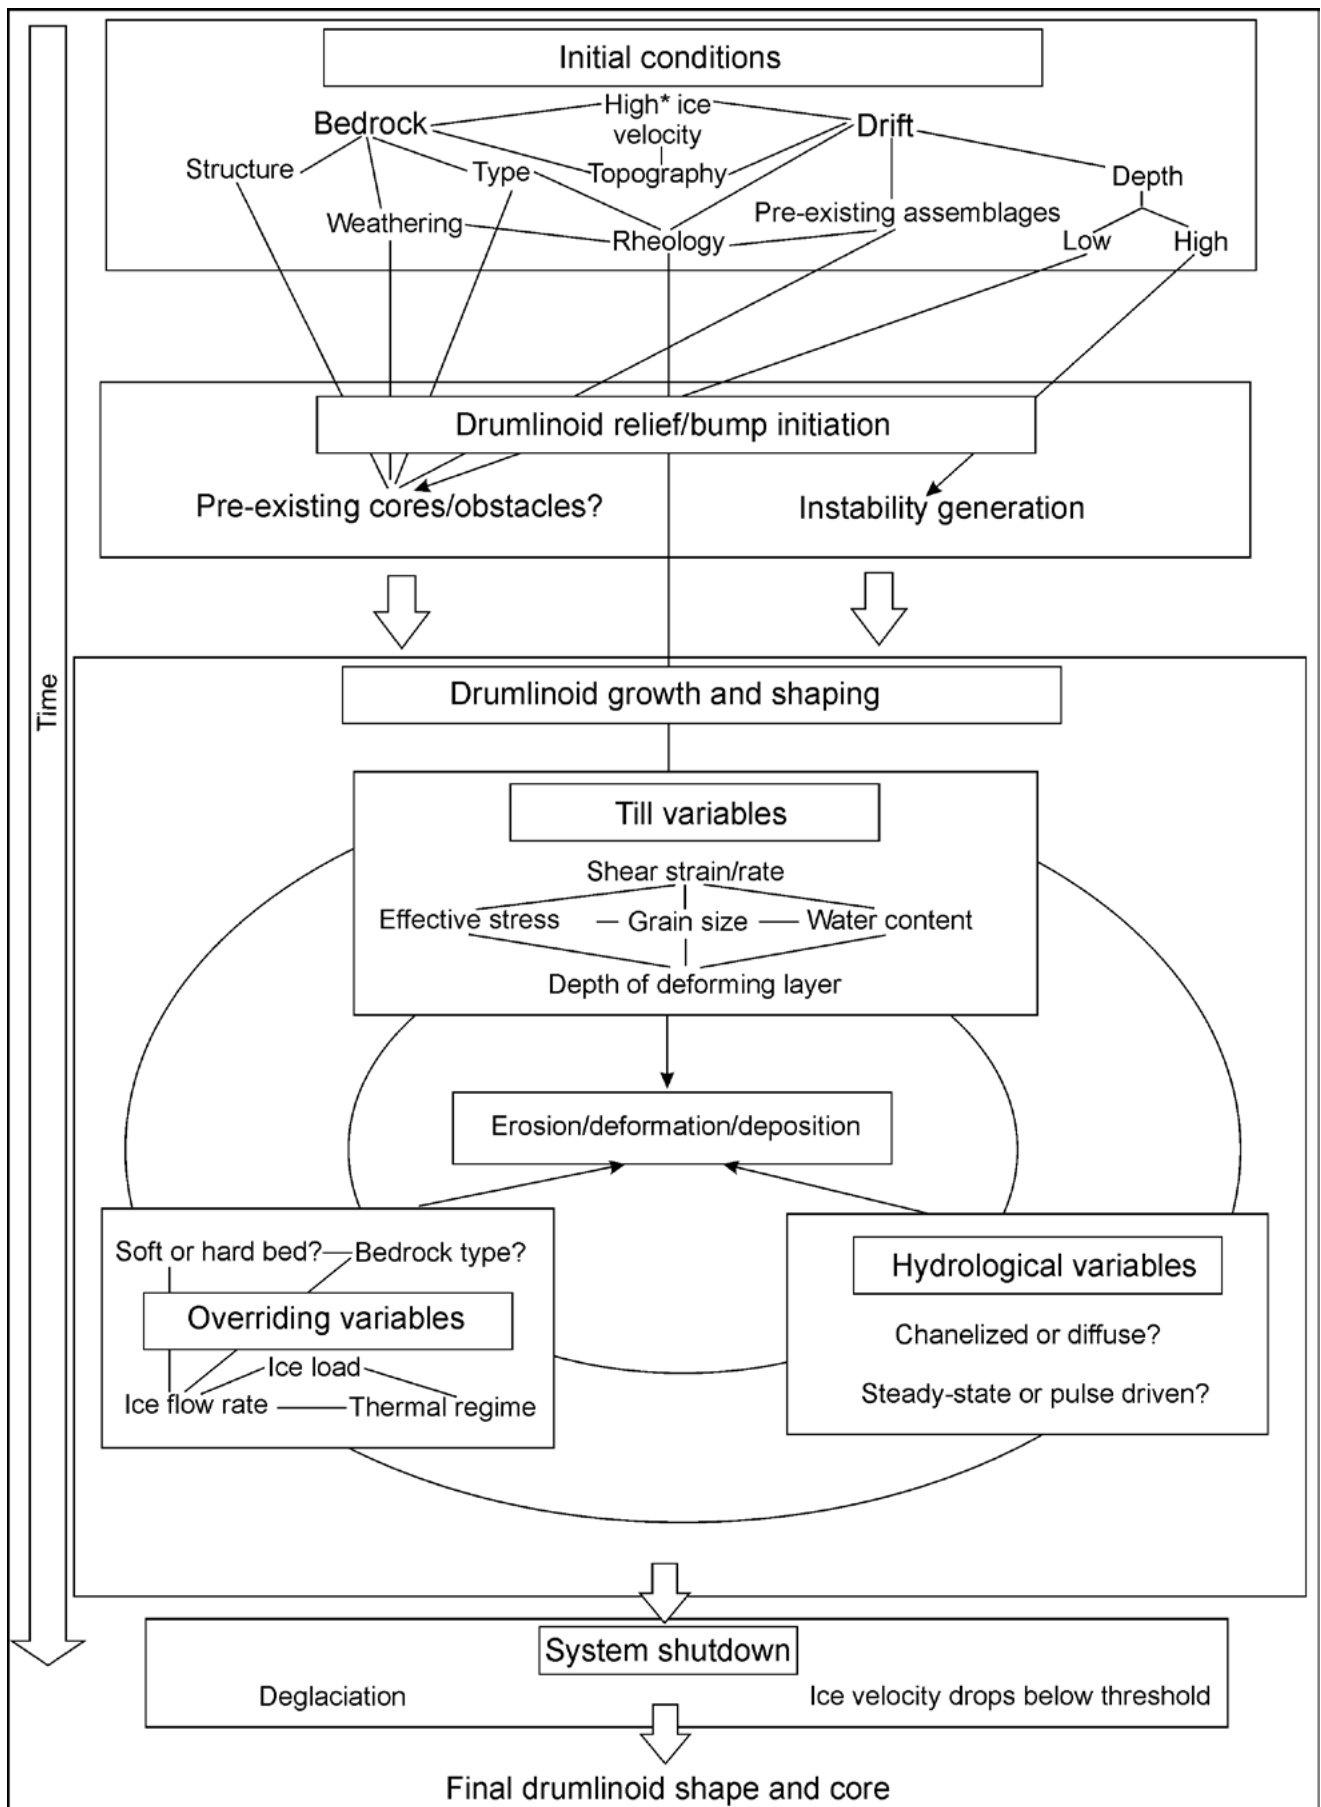 Initial conditions
High* ice
velocity
Bedrock
Drift
Structure
Type
Topography
Depth
Weathering
Rheology
Pre-existing assemblages
Low
High
Drumlinoid relief/bump initiation
Pre-existing cores/obstacles?
Instability generation
Time
Drumlinoid growth and shaping
Till variables
Shear strain/rate
Effective stress
Grain size
Water content
Depth of deforming layer
Erosion/deformation/deposition
Soft or hard bed?
Bedrock type?
Overriding variables
Ice load
Ice flow rate
Thermal regime
Hydrological variables
Chanelized or diffuse?
Steady-state or pulse driven?
System shutdown
Deglaciation
Ice velocity drops below threshold
Final drumlinoid shape and core